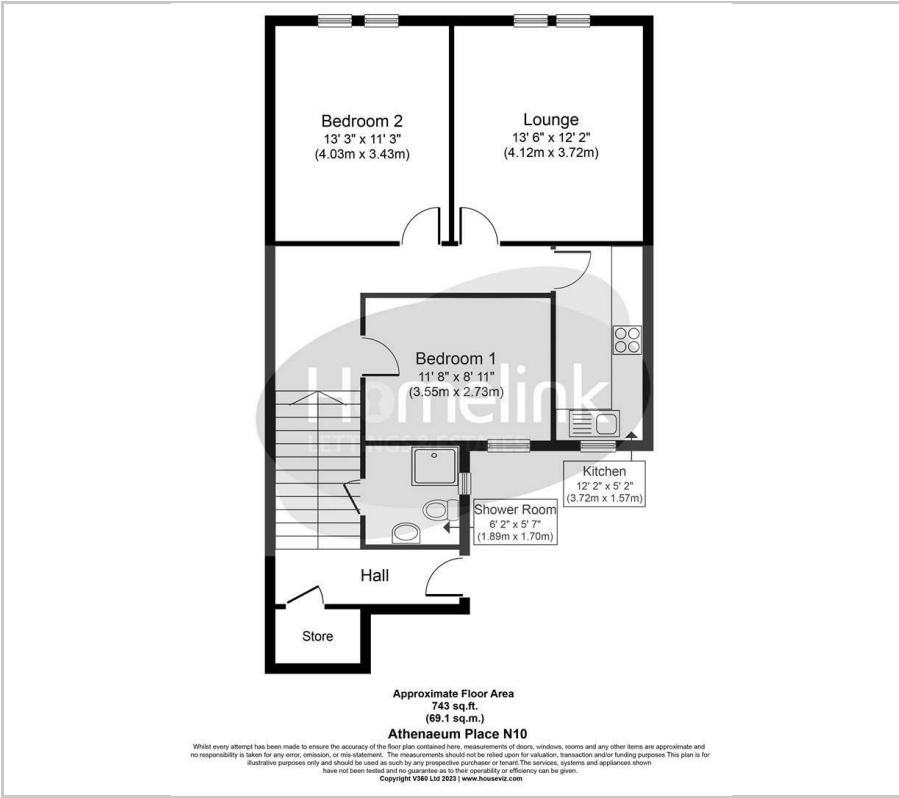 Bedroom 2
13' 3" x 11' 3"
(4.03m x 3.43m)
Lounge
13' 6" x 12' 2"
(4.12m x 3.72m)
Bedroom 1
11' 8" x 8' 11"
(3.55m x 2.73m)
Homelink
LETTINGS & ESTATES
Kitchen
12' 2" x 5' 2"
(3.72m x 1.57m)
Shower Room
6' 2" x 5' 7"
(1.89m x 1.70m)
Hall
Store
Approximate Floor Area
743 sq.ft.
(69.1 sq.m.)
Athenaeum Place N10
Whilst every attempt has been made to ensure the accuracy of the floor plan contained here, measurements of doors, windows, rooms and any other items are approximate and
no responsibility is taken for any error, omission, or mis-statement. The measurements should not be relied upon for valuation, transaction and/or funding purposes This plan is for
illustrative purposes only and should be used as such by any prospective purchaser or tenant.The services, systems and appliances shown
have not been tested and no guarantee as to their operability or efficiency can be given.
Copyright V360 Ltd 2023 | www.houseviz.com